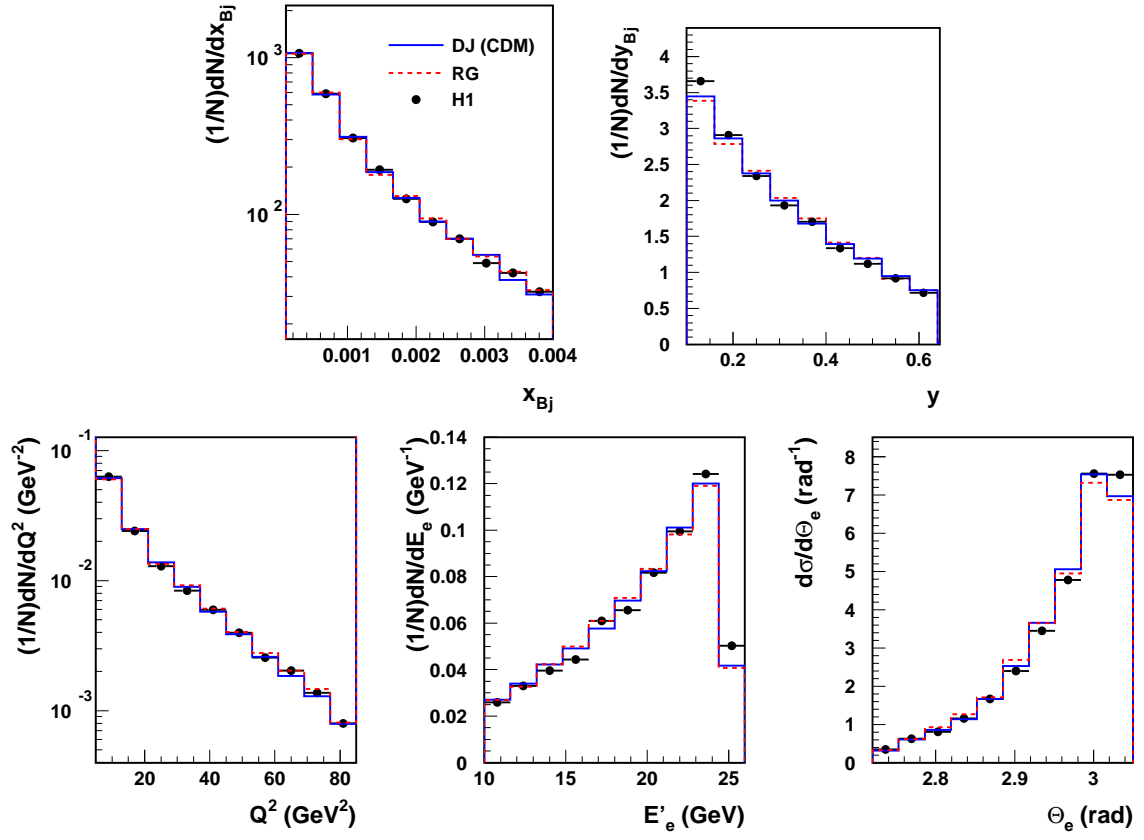 (1/N)dN/dx_Bj
10^3
10^2
DJ (CDM)
RG
H1
0.001 0.002 0.003 0.004
x_Bj
(1/N)dN/dy_Bj
4
3.5
3
2.5
2
1.5
1
0.5
0
0.2 0.4 0.6
y
(1/N)dN/dQ^2 (GeV^-2)
10^-1
10^-2
10^-3
20 40 60 80
Q^2 (GeV^2)
(1/N)dN/dE_e (GeV^-1)
0.14
0.12
0.1
0.08
0.06
0.04
0.02
0
10 15 20 25
E'_e (GeV)
dσ/dΘ_e (rad^-1)
8
7
6
5
4
3
2
1
0
2.8 2.9 3
Θ_e (rad)